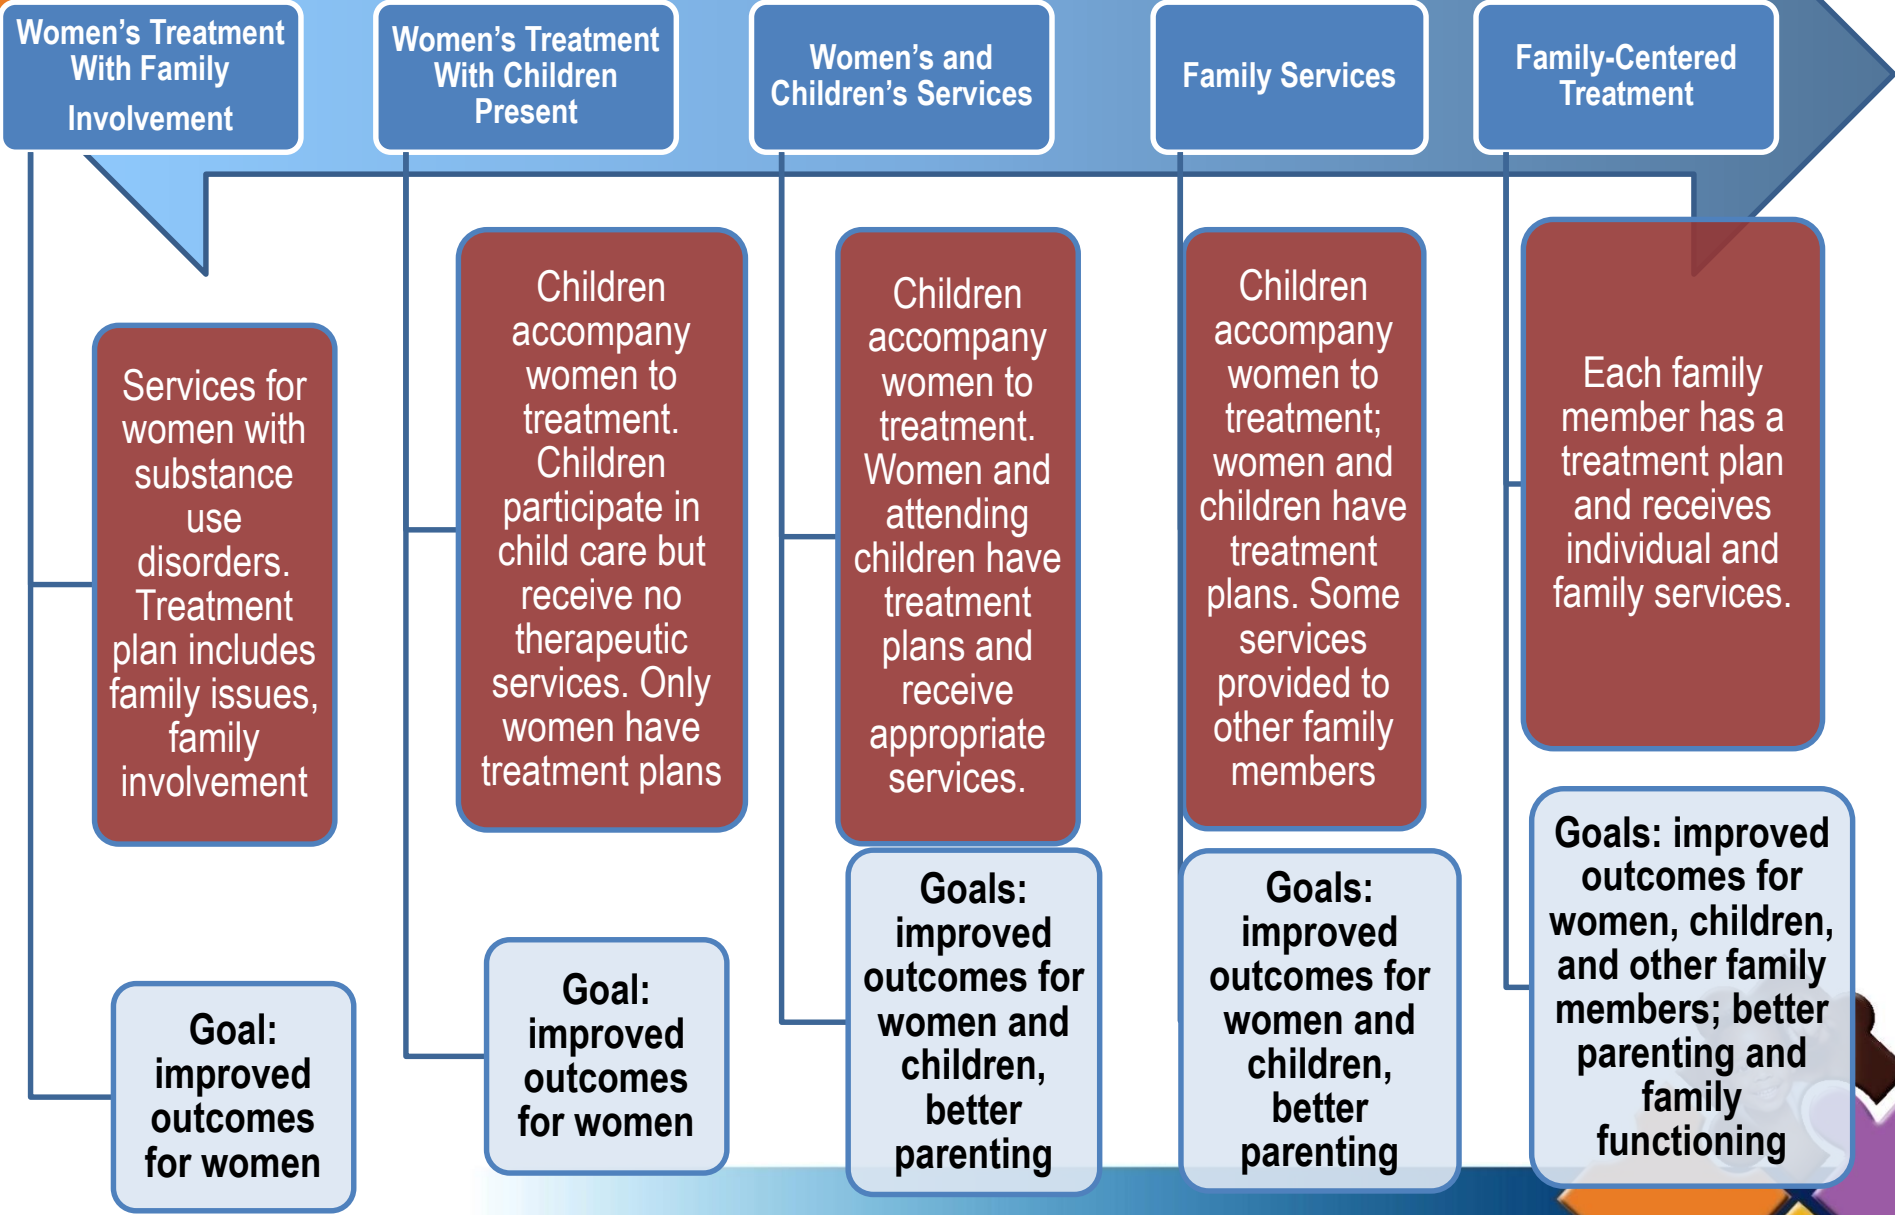 Women’s Treatment
With Family
Involvement
Women’s Treatment
With Children
Present
Women’s and
Children’s Services
Family Services
Family-Centered
Treatment
Services for
women with
substance
use
disorders.
Treatment
plan includes
family issues,
family
involvement
Children
accompany
women to
treatment.
Children
participate in
child care but
receive no
therapeutic
services. Only
women have
treatment plans
Children
accompany
women to
treatment.
Women and
attending
children have
treatment
plans and
receive
appropriate
services.
Children
accompany
women to
treatment;
women and
children have
treatment
plans. Some
services
provided to
other family
members
Each family
member has a
treatment plan
and receives
individual and
family services.
Goal:
improved
outcomes
for women
Goal:
improved
outcomes
for women
Goals:
improved
outcomes for
women and
children,
better
parenting
Goals:
improved
outcomes for
women and
children,
better
parenting
Goals: improved
outcomes for
women, children,
and other family
members; better
parenting and
family
functioning